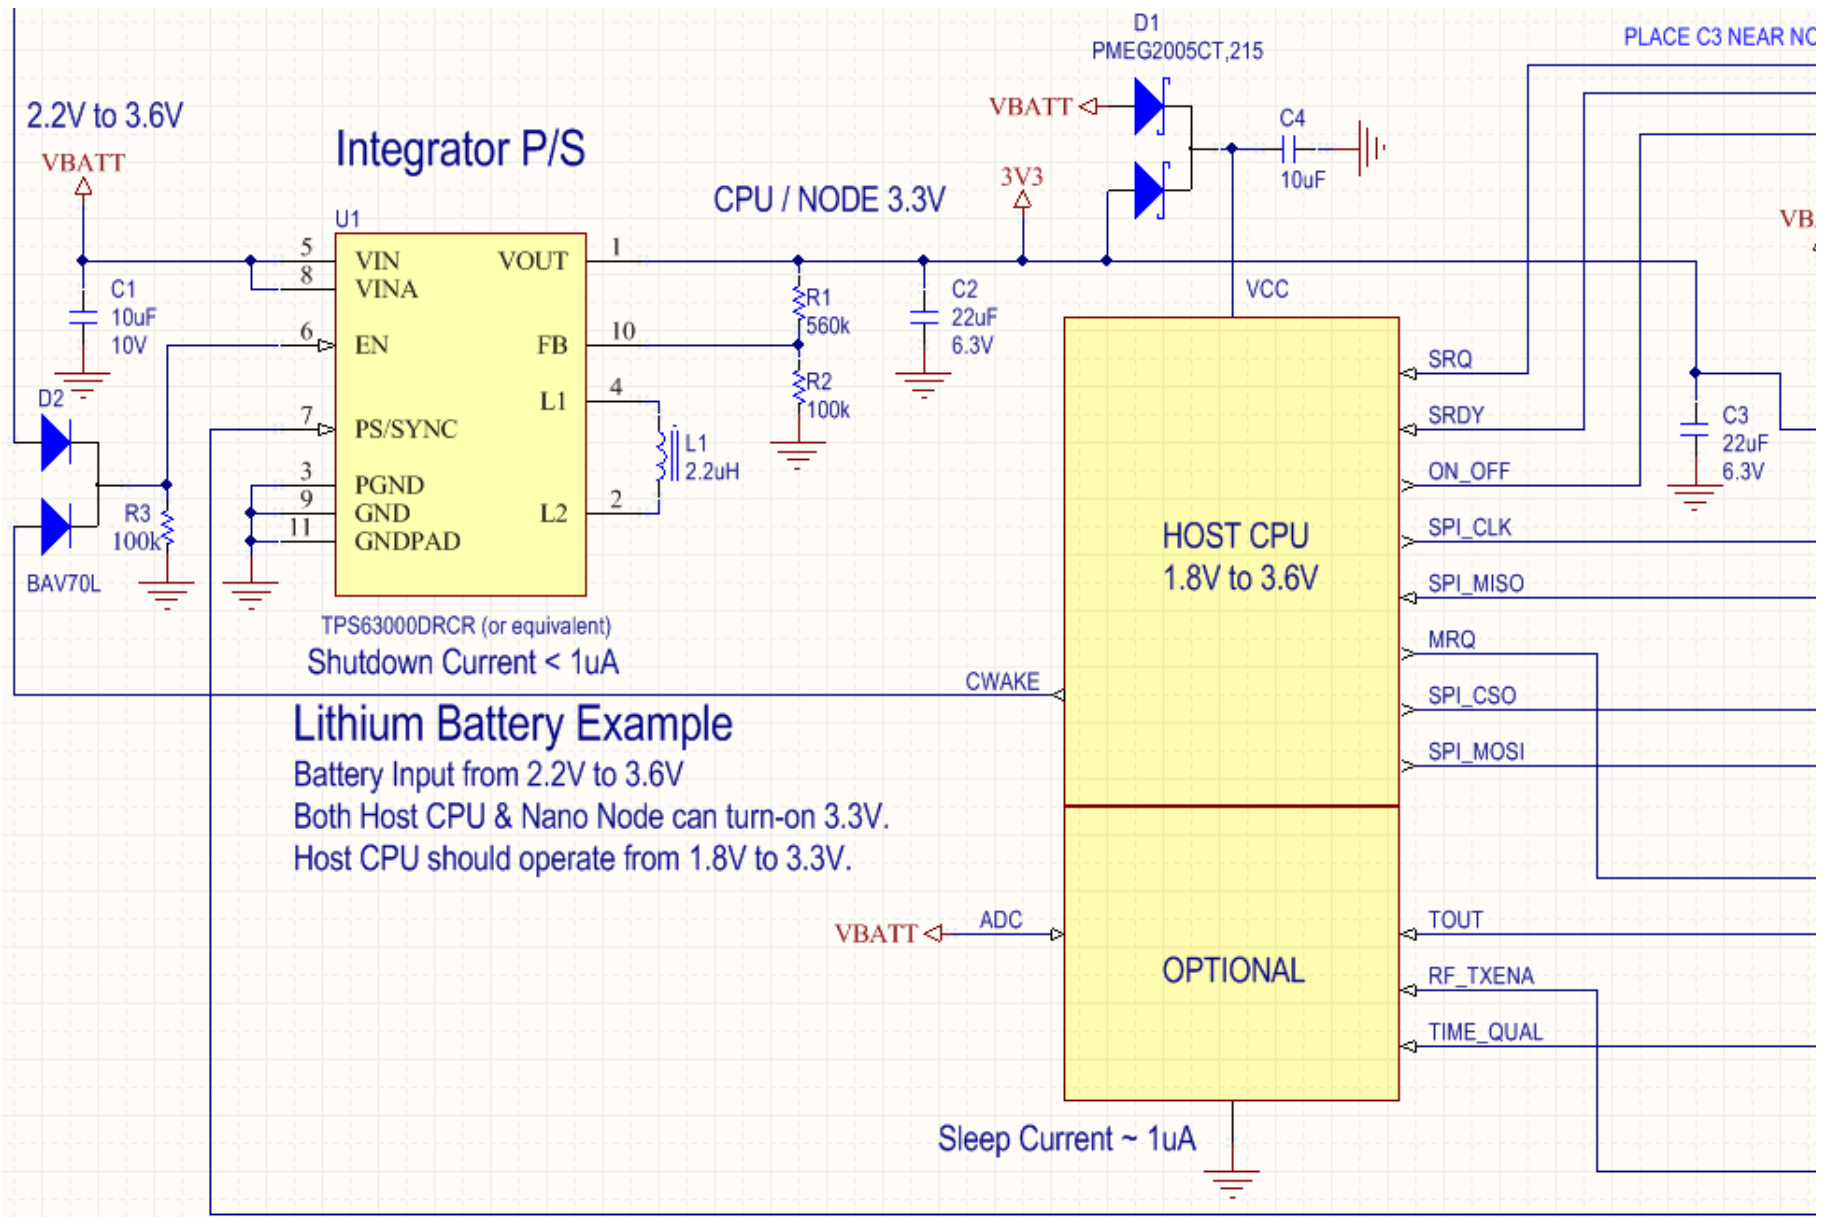 D1
PMEG2005CT,215
PLACE C3 NEAR NO
2.2V to 3.6V
VBATT
Integrator P/S
VBATT
C4
10uF
CPU / NODE 3.3V
3V3
VB
U1
5
VIN
VOUT
1
8
VINA
C1
10uF
10V
R1
560k
C2
22uF
6.3V
VCC
6
EN
FB
10
SRQ
R2
100k
L1
4
D2
7
PS/SYNC
SRDY
C3
22uF
6.3V
L1
2.2uH
3
PGND
ON_OFF
9
GND
L2
2
R3
100k
11
GNDPAD
HOST CPU
1.8V to 3.6V
SPI_CLK
BAV70L
SPI_MISO
TPS63000DRCR (or equivalent)
Shutdown Current < 1uA
MRQ
CWAKE
SPI_CSO
Lithium Battery Example
SPI_MOSI
Battery Input from 2.2V to 3.6V
Both Host CPU & Nano Node can turn-on 3.3V.
Host CPU should operate from 1.8V to 3.3V.
VBATT
ADC
TOUT
OPTIONAL
RF_TXENA
TIME_QUAL
Sleep Current ~ 1uA